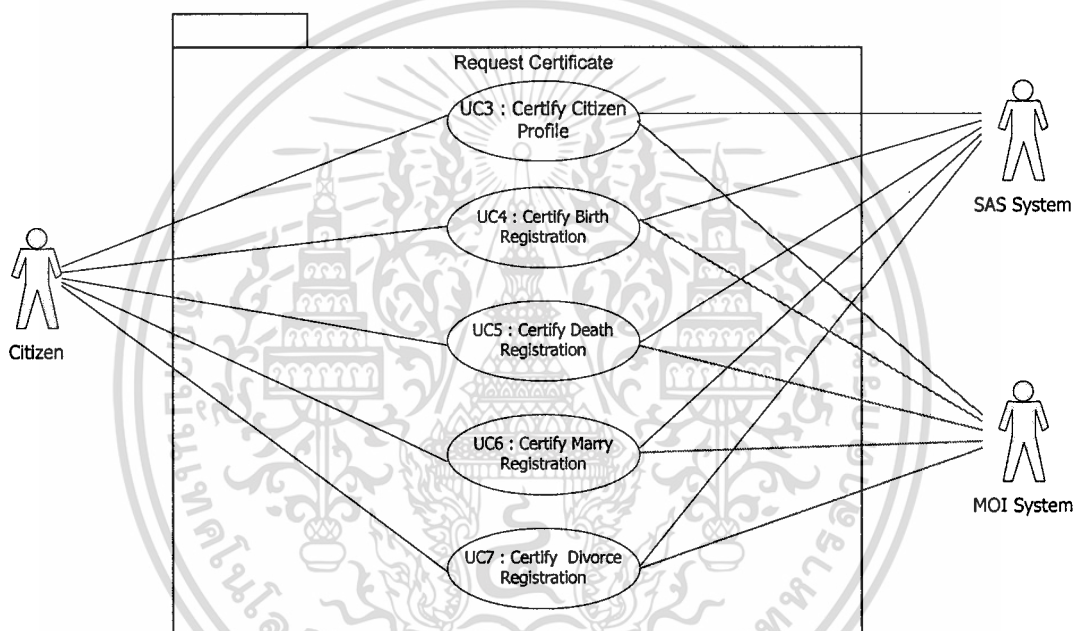 Request Certificate
UC3 : Certify Citizen
Profile
UC4 : Certify Birth
Registration
UC5 : Certify Death
Registration
UC6 : Certify Marry
Registration
UC7 : Certify Divorce
Registration
Citizen
SAS System
MOI System